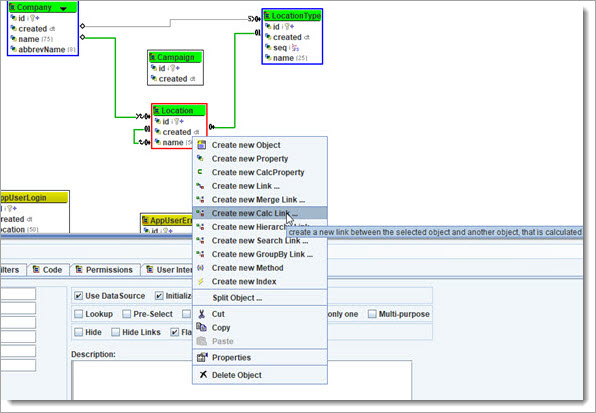 Company
id
created
name (75)
abbrevName (8)
LocationType
id
created dt
seq
name (25)
Campaign
id
created dt
Location
id
created dt
name (5
Create new Object
Create new Property
Create new CalcProperty
Create new Link ...
Create new Merge Link ...
Create new Calc Link ...
Create new Hierarchy Link
create a new link between the selected object and another object, that is calculated
Create new Search Link ...
Create new GroupBy Link ...
Create new Method
Create new Index
Split Object ...
Cut
Copy
Paste
Properties
Delete Object
ppUserLogin
created
ocation (50)
AppUserErr
id
ilters
Code
Permissions
User Inter
Use DataSource
Initializ
Lookup
Pre-Select
only one
Multi-purpose
Hide
Hide Links
Fla
Description: